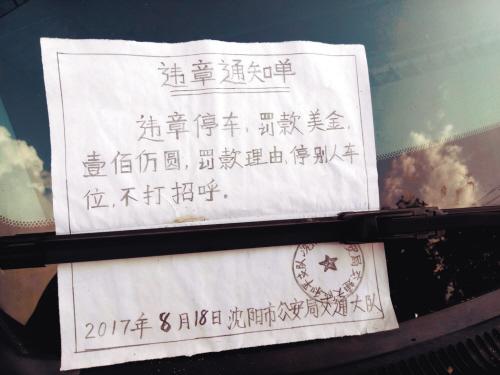 违章通知单
违章停车,罚款美金,
壹佰仿圆,罚款理由,停别人车
位,不打招呼。
2017年8月18日沈阳市公安局交通大队